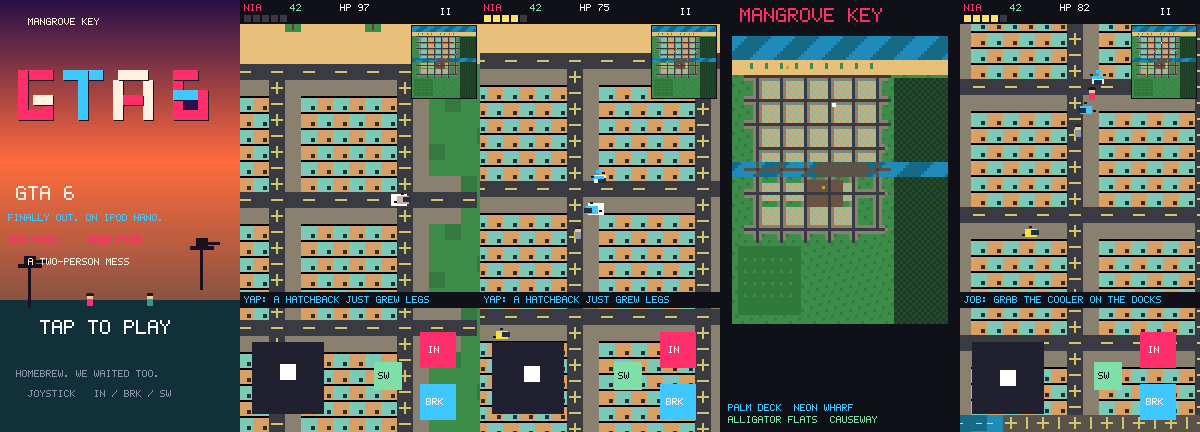 MANGROVE KEY
GTA 6
GTA 6
FINALLY OUT. ON IPOD NANO.
A TWO-PERSON MESS
TAP TO PLAY
HOMEBREW. WE WAITED TOO.
JOYSTICK IN / BRK / SW
NIA 42 HP 97 II
YAP: A HATCHBACK JUST GREW LEGS
IN
SW
BRK
NIA 42 HP 75 II
YAP: A HATCHBACK JUST GREW LEGS
IN
SW
BRK
MANGROVE KEY
PALM DECK NEON WHARF
ALLIGATOR FLATS CAUSEWAY
NIA 42 HP 82 II
JOB: GRAB THE COOLER ON THE DOCKS
IN
SW
BRK